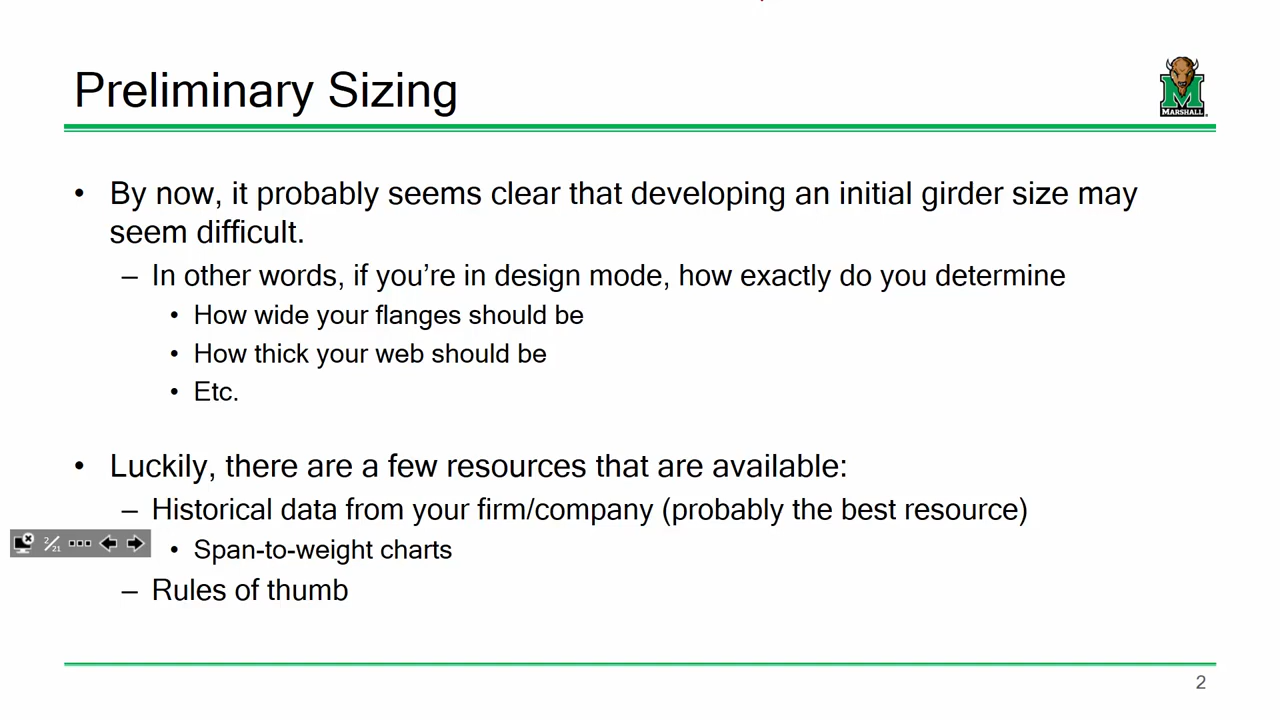 Preliminary Sizing
MARSHALL
• By now, it probably seems clear that developing an initial girder size may
seem difficult.
– In other words, if you’re in design mode, how exactly do you determine
• How wide your flanges should be
• How thick your web should be
• Etc.
• Luckily, there are a few resources that are available:
– Historical data from your firm/company (probably the best resource)
2/21
• Span-to-weight charts
– Rules of thumb
2